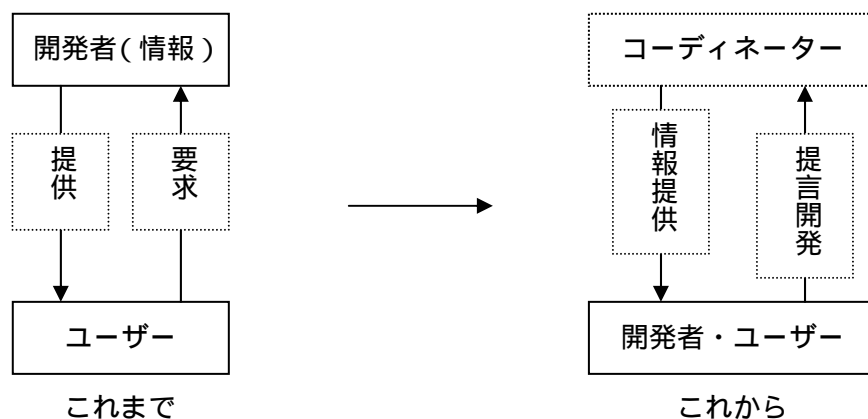 開発者(情報)
提供
要求
ユーザー
これまで
コーディネーター
情報提供
提言開発
開発者・ユーザー
これから